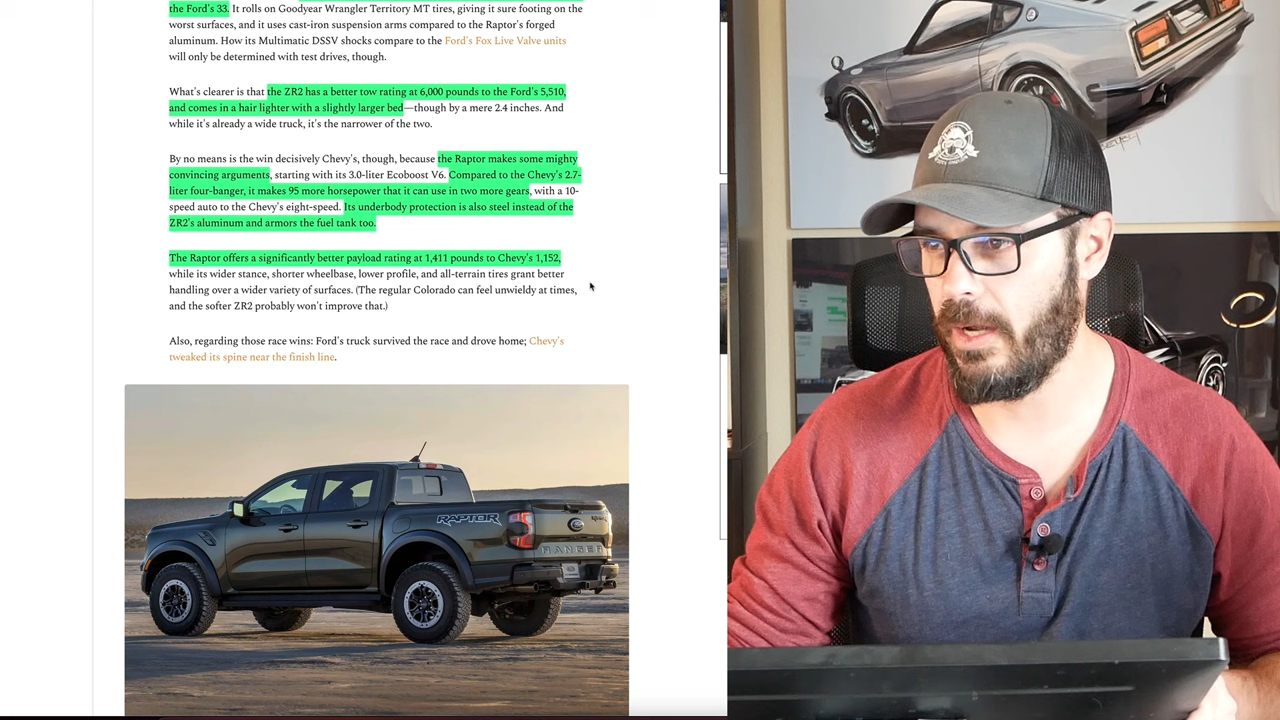 the Ford's 33. It rolls on Goodyear Wrangler Territory MT tires, giving it sure footing on the
worst surfaces, and it uses cast-iron suspension arms compared to the Raptor's forged
aluminum. How its Multimatic DSSV shocks compare to the Ford's Fox Live Valve units
will only be determined with test drives, though.
What's clearer is that the ZR2 has a better tow rating at 6,000 pounds to the Ford's 5,510,
and comes in a hair lighter with a slightly larger bed—though by a mere 2.4 inches. And
while it's already a wide truck, it's the narrower of the two.
By no means is the win decisively Chevy's, though, because the Raptor makes some mighty
convincing arguments, starting with its 3.0-liter Ecoboost V6. Compared to the Chevy's 2.7-
liter four-banger, it makes 95 more horsepower that it can use in two more gears, with a 10-
speed auto to the Chevy's eight-speed. Its underbody protection is also steel instead of the
ZR2's aluminum and armors the fuel tank too.
The Raptor offers a significantly better payload rating at 1,411 pounds to Chevy's 1,152,
while its wider stance, shorter wheelbase, lower profile, and all-terrain tires grant better
handling over a wider variety of surfaces. (The regular Colorado can feel unwieldy at times,
and the softer ZR2 probably won't improve that.)
Also, regarding those race wins: Ford's truck survived the race and drove home; Chevy's
tweaked its spine near the finish line.
RAPTOR
RANGER